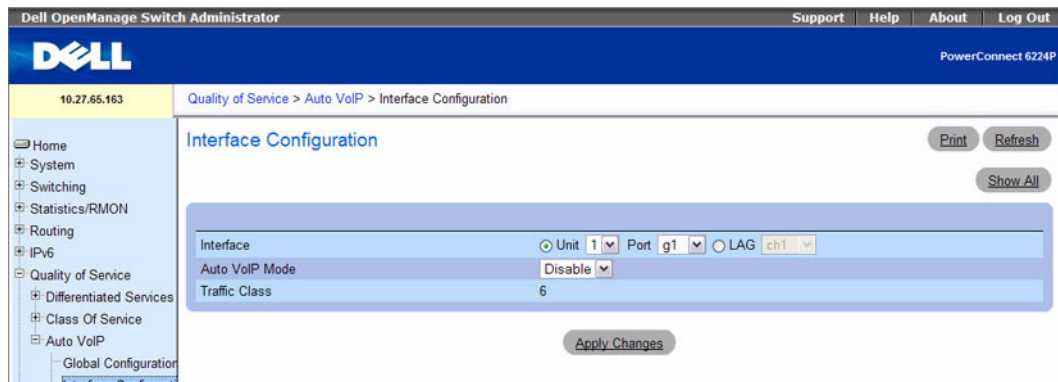 Dell OpenManage Switch Administrator
Support Help About Log Out
DELL
PowerConnect 6224P
10.27.65.163
Quality of Service > Auto VoIP > Interface Configuration
Home
System
Switching
Statistics/RMON
Routing
IPv6
Quality of Service
Differentiated Services
Class Of Service
Auto VoIP
Global Configuration
Interface Configuration
Print Refresh
Show All
Interface Unit 1 Port g1 LAG ch1
Auto VoIP Mode Disable
Traffic Class 6
Apply Changes